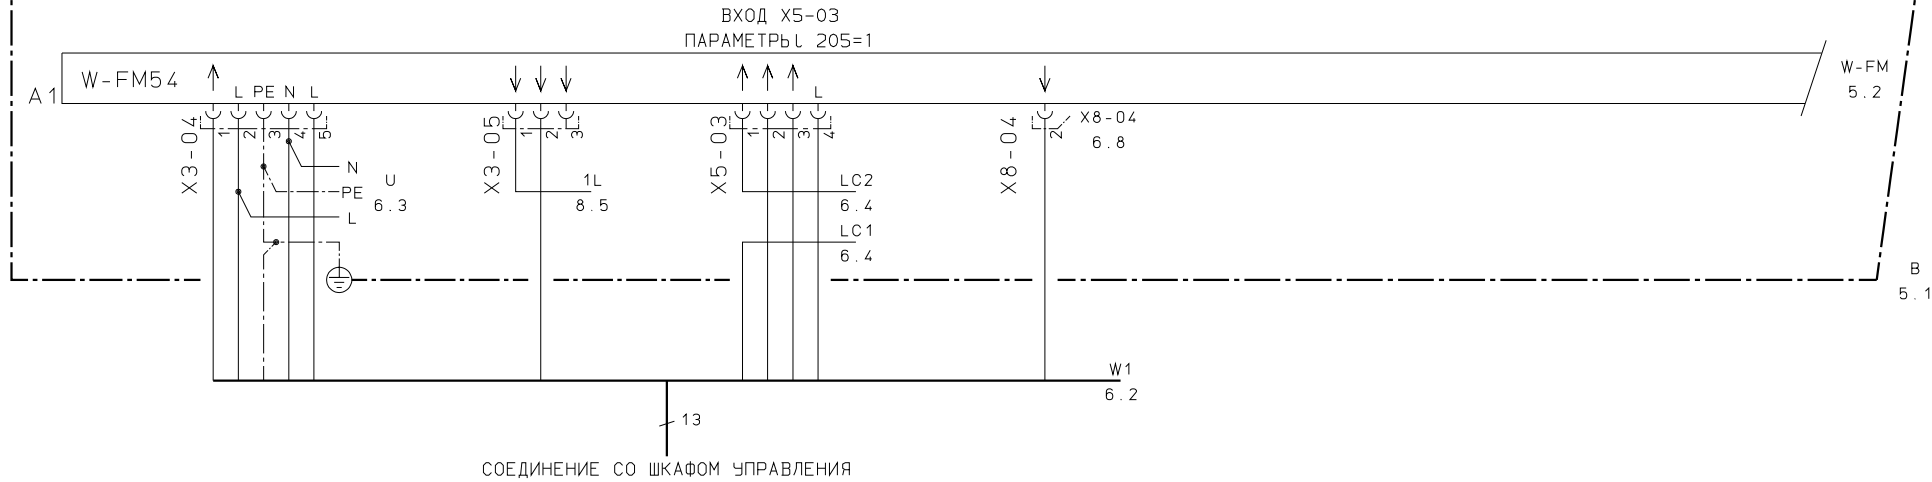 ВХОД X5-03
ПАРАМЕТРЫ 205=1
W-FM54
A1
W-FM
5.2
L PE N L
L
X3-04
1 2 3 4 5
X3-05
1 2 3
X5-03
1 2 3 4
X8-04
2
X8-04
6.8
N
PE
L
U
6.3
1L
8.5
LC2
6.4
LC1
6.4
B
5.1
W1
6.2
13
СОЕДИНЕНИЕ СО ШКАФОМ УПРАВЛЕНИЯ